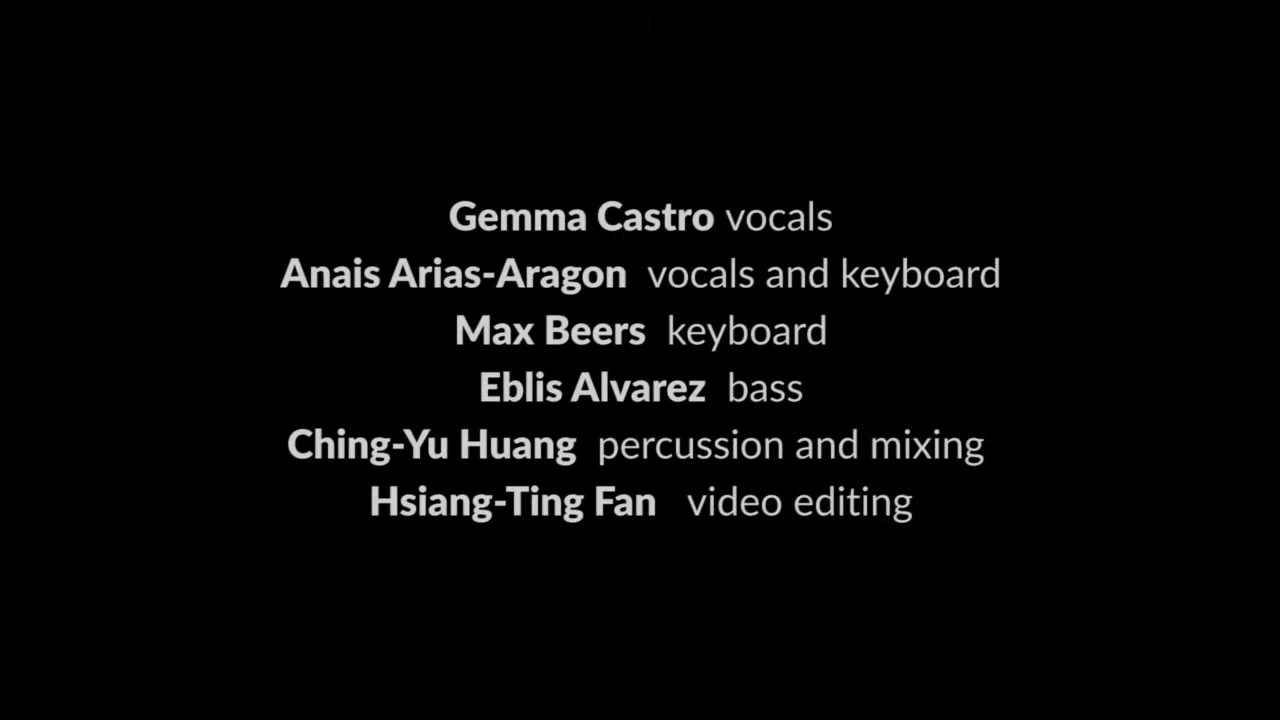 Gemma Castro vocals
Anais Arias-Aragon vocals and keyboard
Max Beers keyboard
Eblis Alvarez bass
Ching-Yu Huang percussion and mixing
Hsiang-Ting Fan video editing